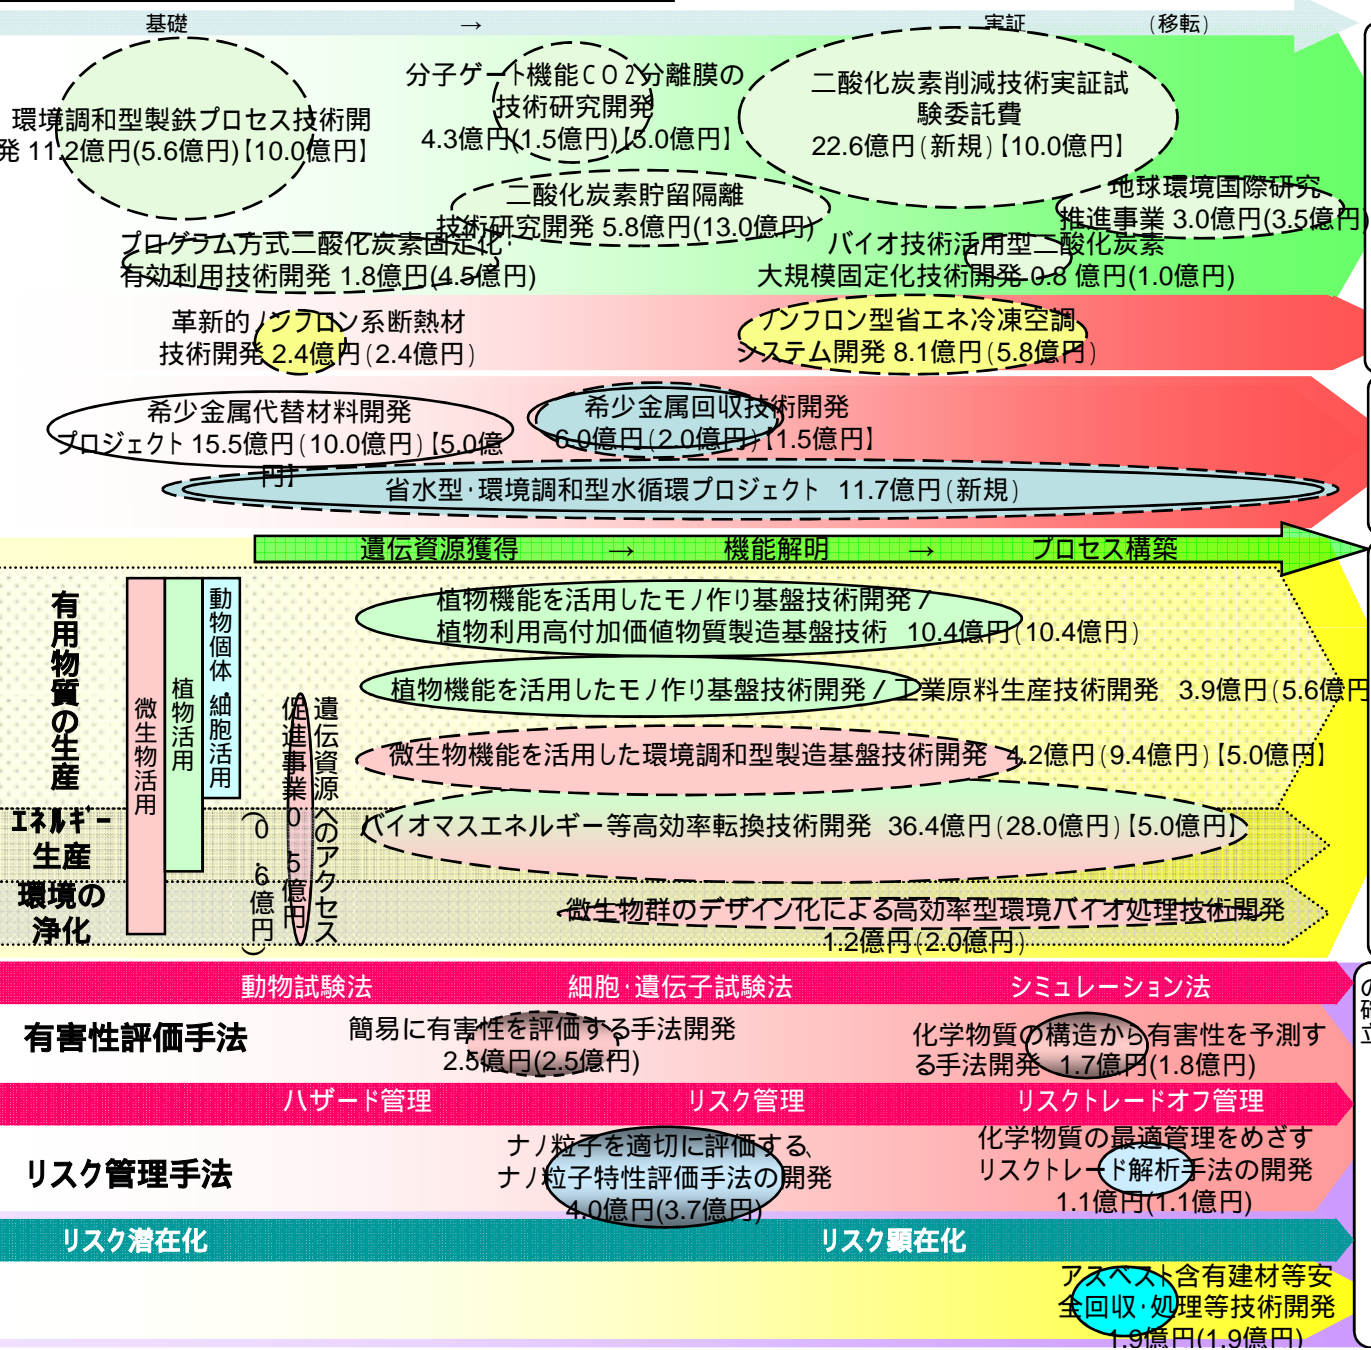 基礎 → 実証 (移転)
分子ゲート機能CO2分離膜の
技術研究開発
4.3億円(1.5億円)【5.0億円】
二酸化炭素削減技術実証試
験委託費
22.6億円(新規)【10.0億円】
環境調和型製鉄プロセス技術開
発 11.2億円(5.6億円)【10.0億円】
二酸化炭素貯留隔離
技術研究開発 5.8億円(13.0億円)
地球環境国際研究
推進事業 3.0億円(3.5億円)
プログラム方式二酸化炭素固定化・
有効利用技術開発 1.8億円(4.5億円)
バイオ技術活用型二酸化炭素
大規模固定化技術開発 0.8 億円(1.0億円)
革新的ノンフロン系断熱材
技術開発 2.4億円(2.4億円)
ノンフロン型省エネ冷凍空調
システム開発 8.1億円(5.8億円)
希少金属代替材料開発
プロジェクト 15.5億円(10.0億円)【5.0億
円】
希少金属回収技術開発
6.0億円(2.0億円)【1.5億円】
省水型・環境調和型水循環プロジェクト 11.7億円(新規)
遺伝資源獲得 → 機能解明 → プロセス構築
有用物質の生産
エネルギー
生産
環境の
浄化
微生物活用
植物活用
動物個体・細胞活用
遺伝資源へのアクセス
促進事業 0.5億円
(0.6億円)
植物機能を活用したモノ作り基盤技術開発/
植物利用高付加価値物質製造基盤技術 10.4億円(10.4億円)
植物機能を活用したモノ作り基盤技術開発/工業原料生産技術開発 3.9億円(5.6億円
微生物機能を活用した環境調和型製造基盤技術開発 4.2億円(9.4億円)【5.0億円】
バイオマスエネルギー等高効率転換技術開発 36.4億円(28.0億円)【5.0億円】
微生物群のデザイン化による高効率型環境バイオ処理技術開発
1.2億円(2.0億円)
動物試験法 細胞・遺伝子試験法 シミュレーション法
有害性評価手法
簡易に有害性を評価する手法開発
2.5億円(2.5億円)
化学物質の構造から有害性を予測す
る手法開発 1.7億円(1.8億円)
ハザード管理 リスク管理 リスクトレードオフ管理
リスク管理手法
ナノ粒子を適切に評価する、
ナノ粒子特性評価手法の開発
4.0億円(3.7億円)
化学物質の最適管理をめざす
リスクトレード解析手法の開発
1.1億円(1.1億円)
リスク潜在化 リスク顕在化
アスベスト含有建材等安
全回収・処理等技術開発
1.9億円(1.9億円)
の確立